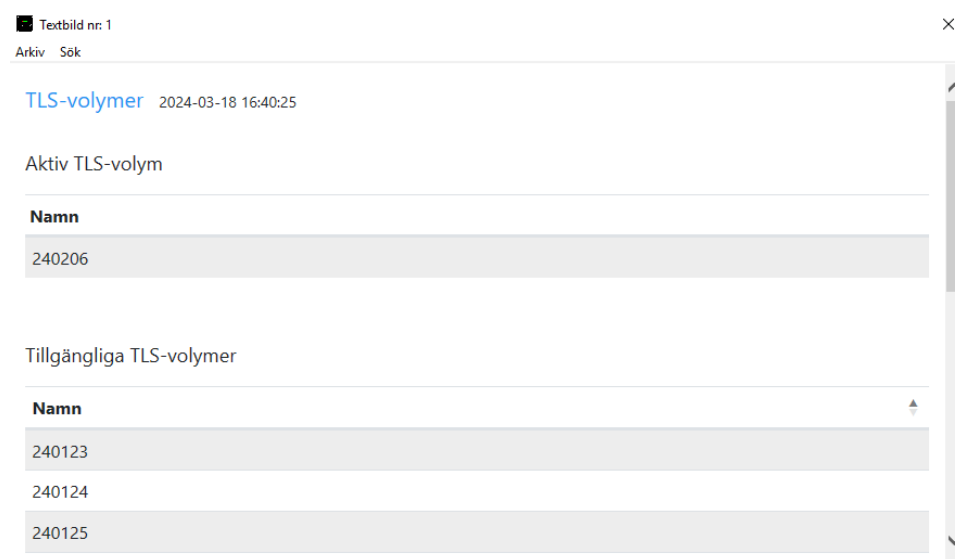 Textbild nr: 1
Arkiv Sök
TLS-volymer 2024-03-18 16:40:25
Aktiv TLS-volym
Namn
240206
Tillgängliga TLS-volymer
Namn
240123
240124
240125